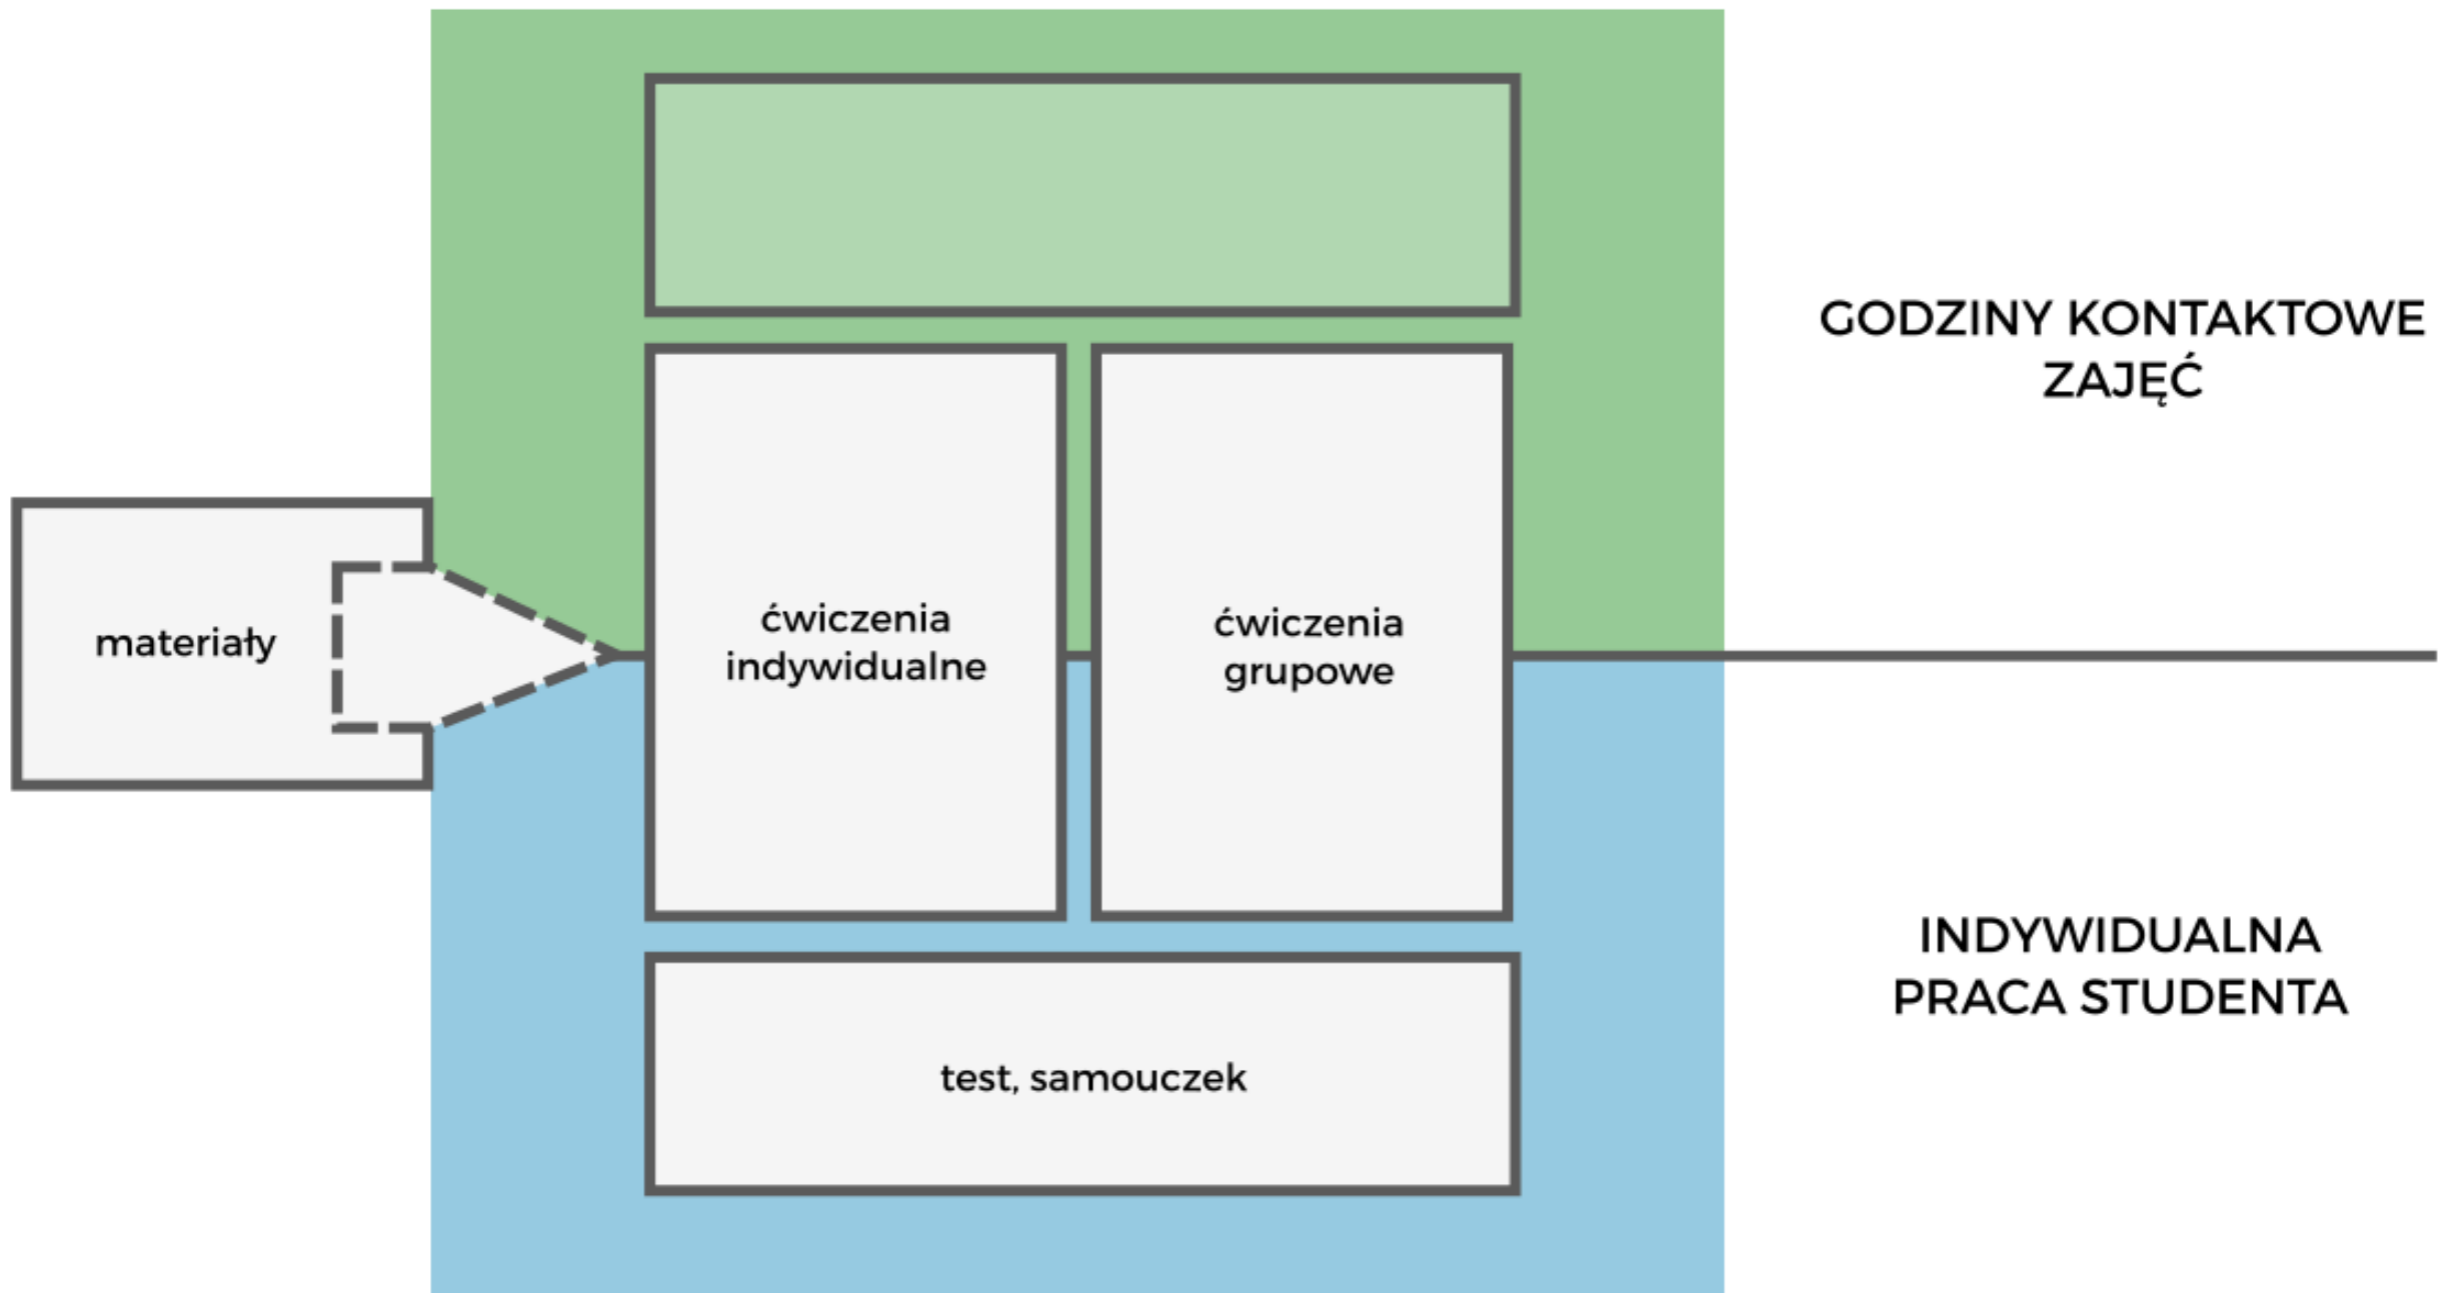 GODZINY KONTAKTOWE
ZAJĘĆ
materiały
ćwiczenia
indywidualne
ćwiczenia
grupowe
INDYWIDUALNA
PRACA STUDENTA
test, samouczek